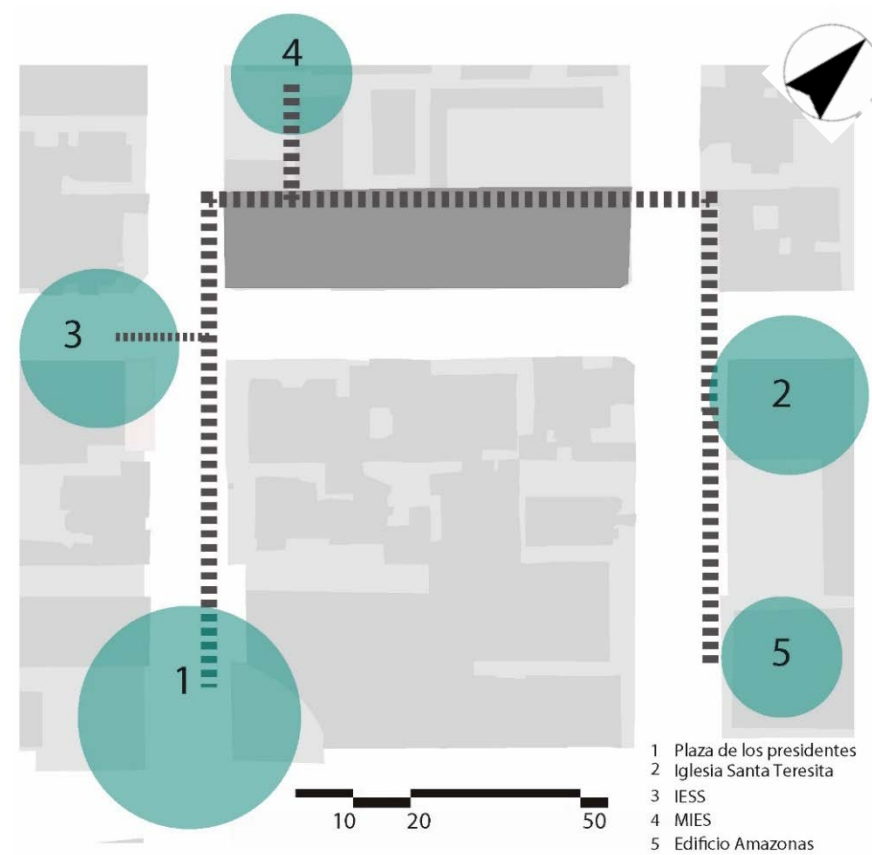 4
3
2
1
5
1 Plaza de los presidentes
2 Iglesia Santa Teresita
3 IESS
4 MIES
5 Edificio Amazonas
10 20 50